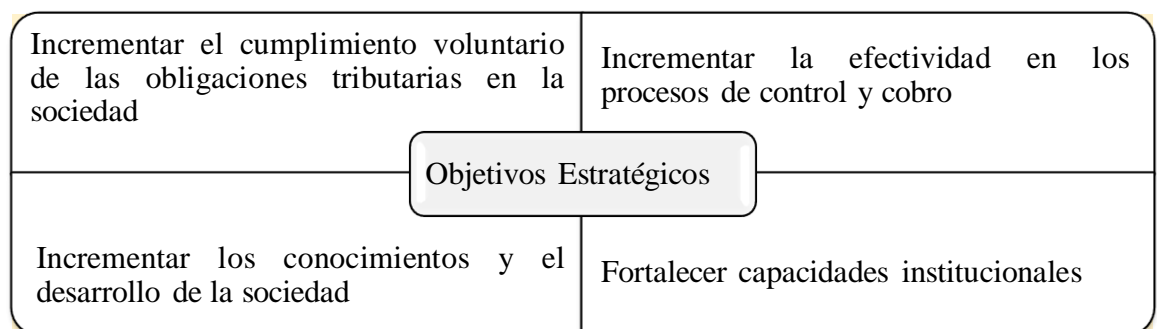 Incrementar el cumplimiento voluntario
de las obligaciones tributarias en la
sociedad
Incrementar la efectividad en los
procesos de control y cobro
Objetivos Estratégicos
Incrementar los conocimientos y el
desarrollo de la sociedad
Fortalecer capacidades institucionales